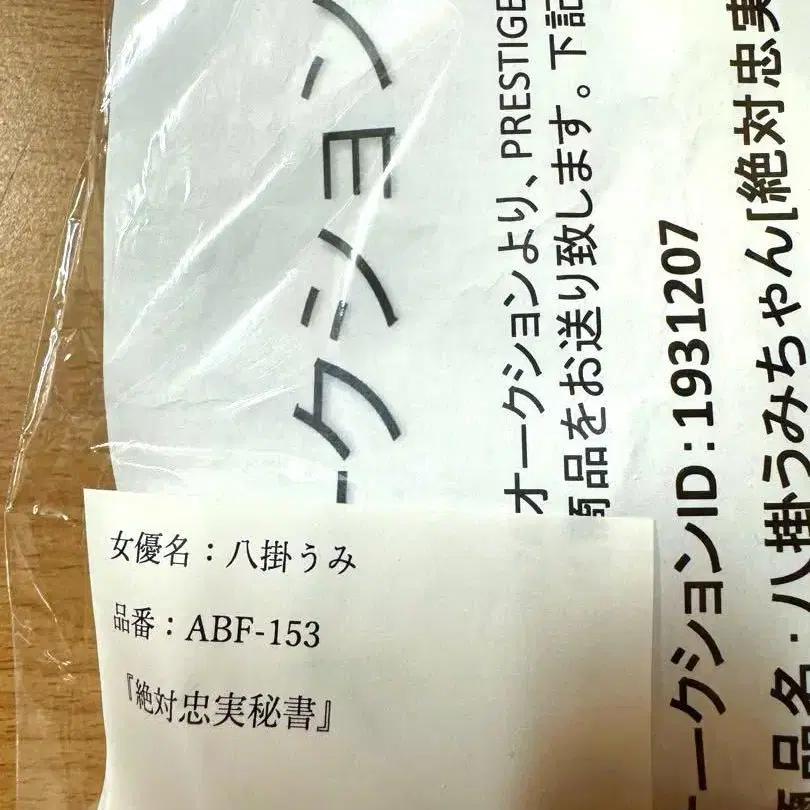 女優名：八掛うみ
品番：ABF-153
『絶対忠実秘書』
ークション
オークションより、PRESTIGE
商品をお送り致します。下記
オークションID：1931207
商品名：八掛うみちゃん[絶対忠実